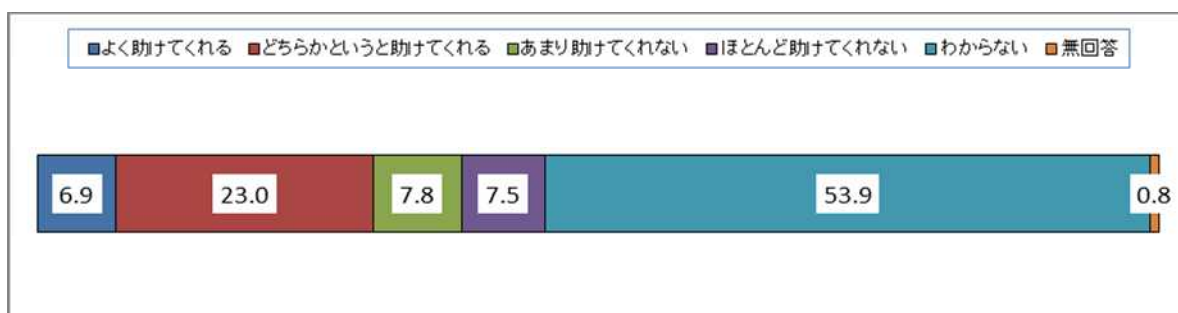 よく助けてくれる どちらかというと助けてくれる あまり助けてくれない ほとんど助けてくれない わからない 無回答
6.9 23.0 7.8 7.5 53.9 0.8